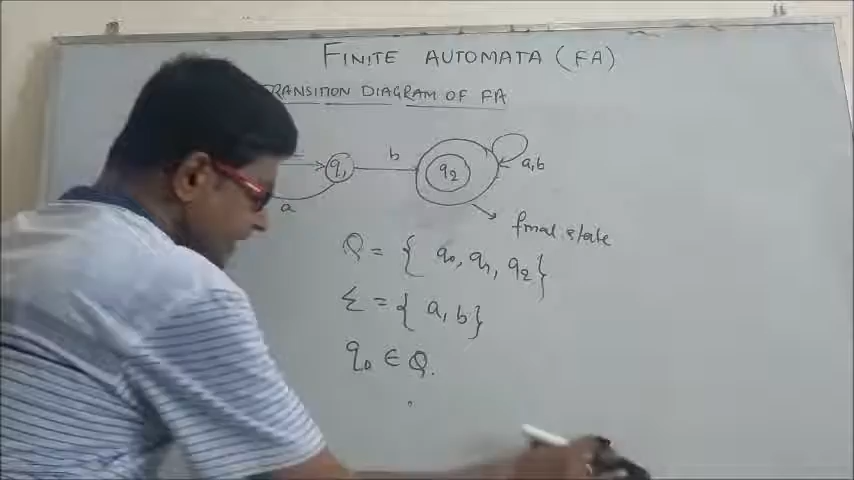 FINITE AUTOMATA (FA)
TRANSITION DIAGRAM OF FA
q1 b q2 a,b
a
final state
Q = { q0, q1, q2}
Σ = { a, b}
q0 ∈ Q.